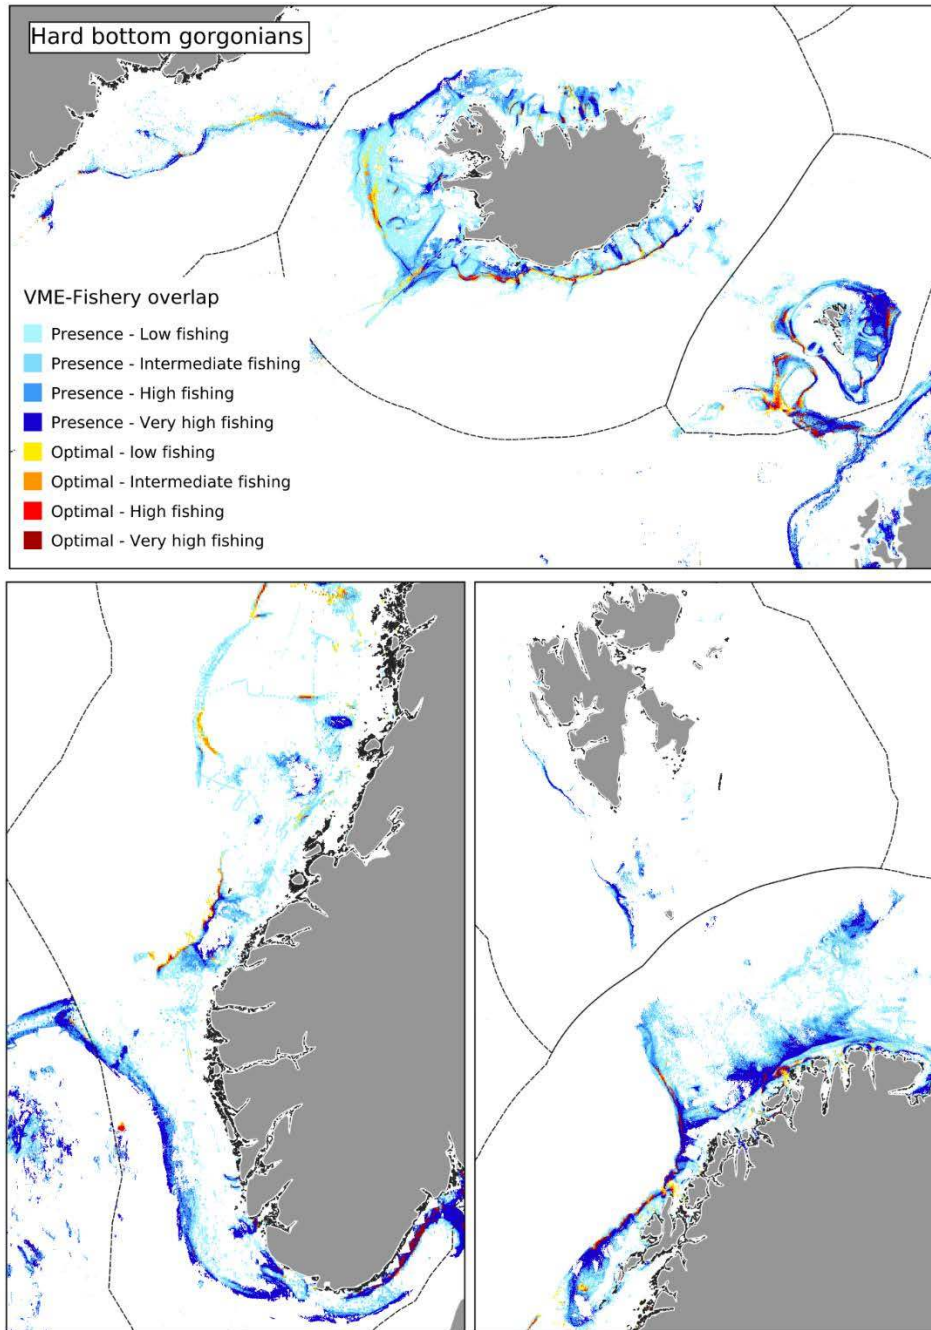 Hard bottom gorgonians
VME-Fishery overlap
Presence - Low fishing
Presence - Intermediate fishing
Presence - High fishing
Presence - Very high fishing
Optimal - low fishing
Optimal - Intermediate fishing
Optimal - High fishing
Optimal - Very high fishing